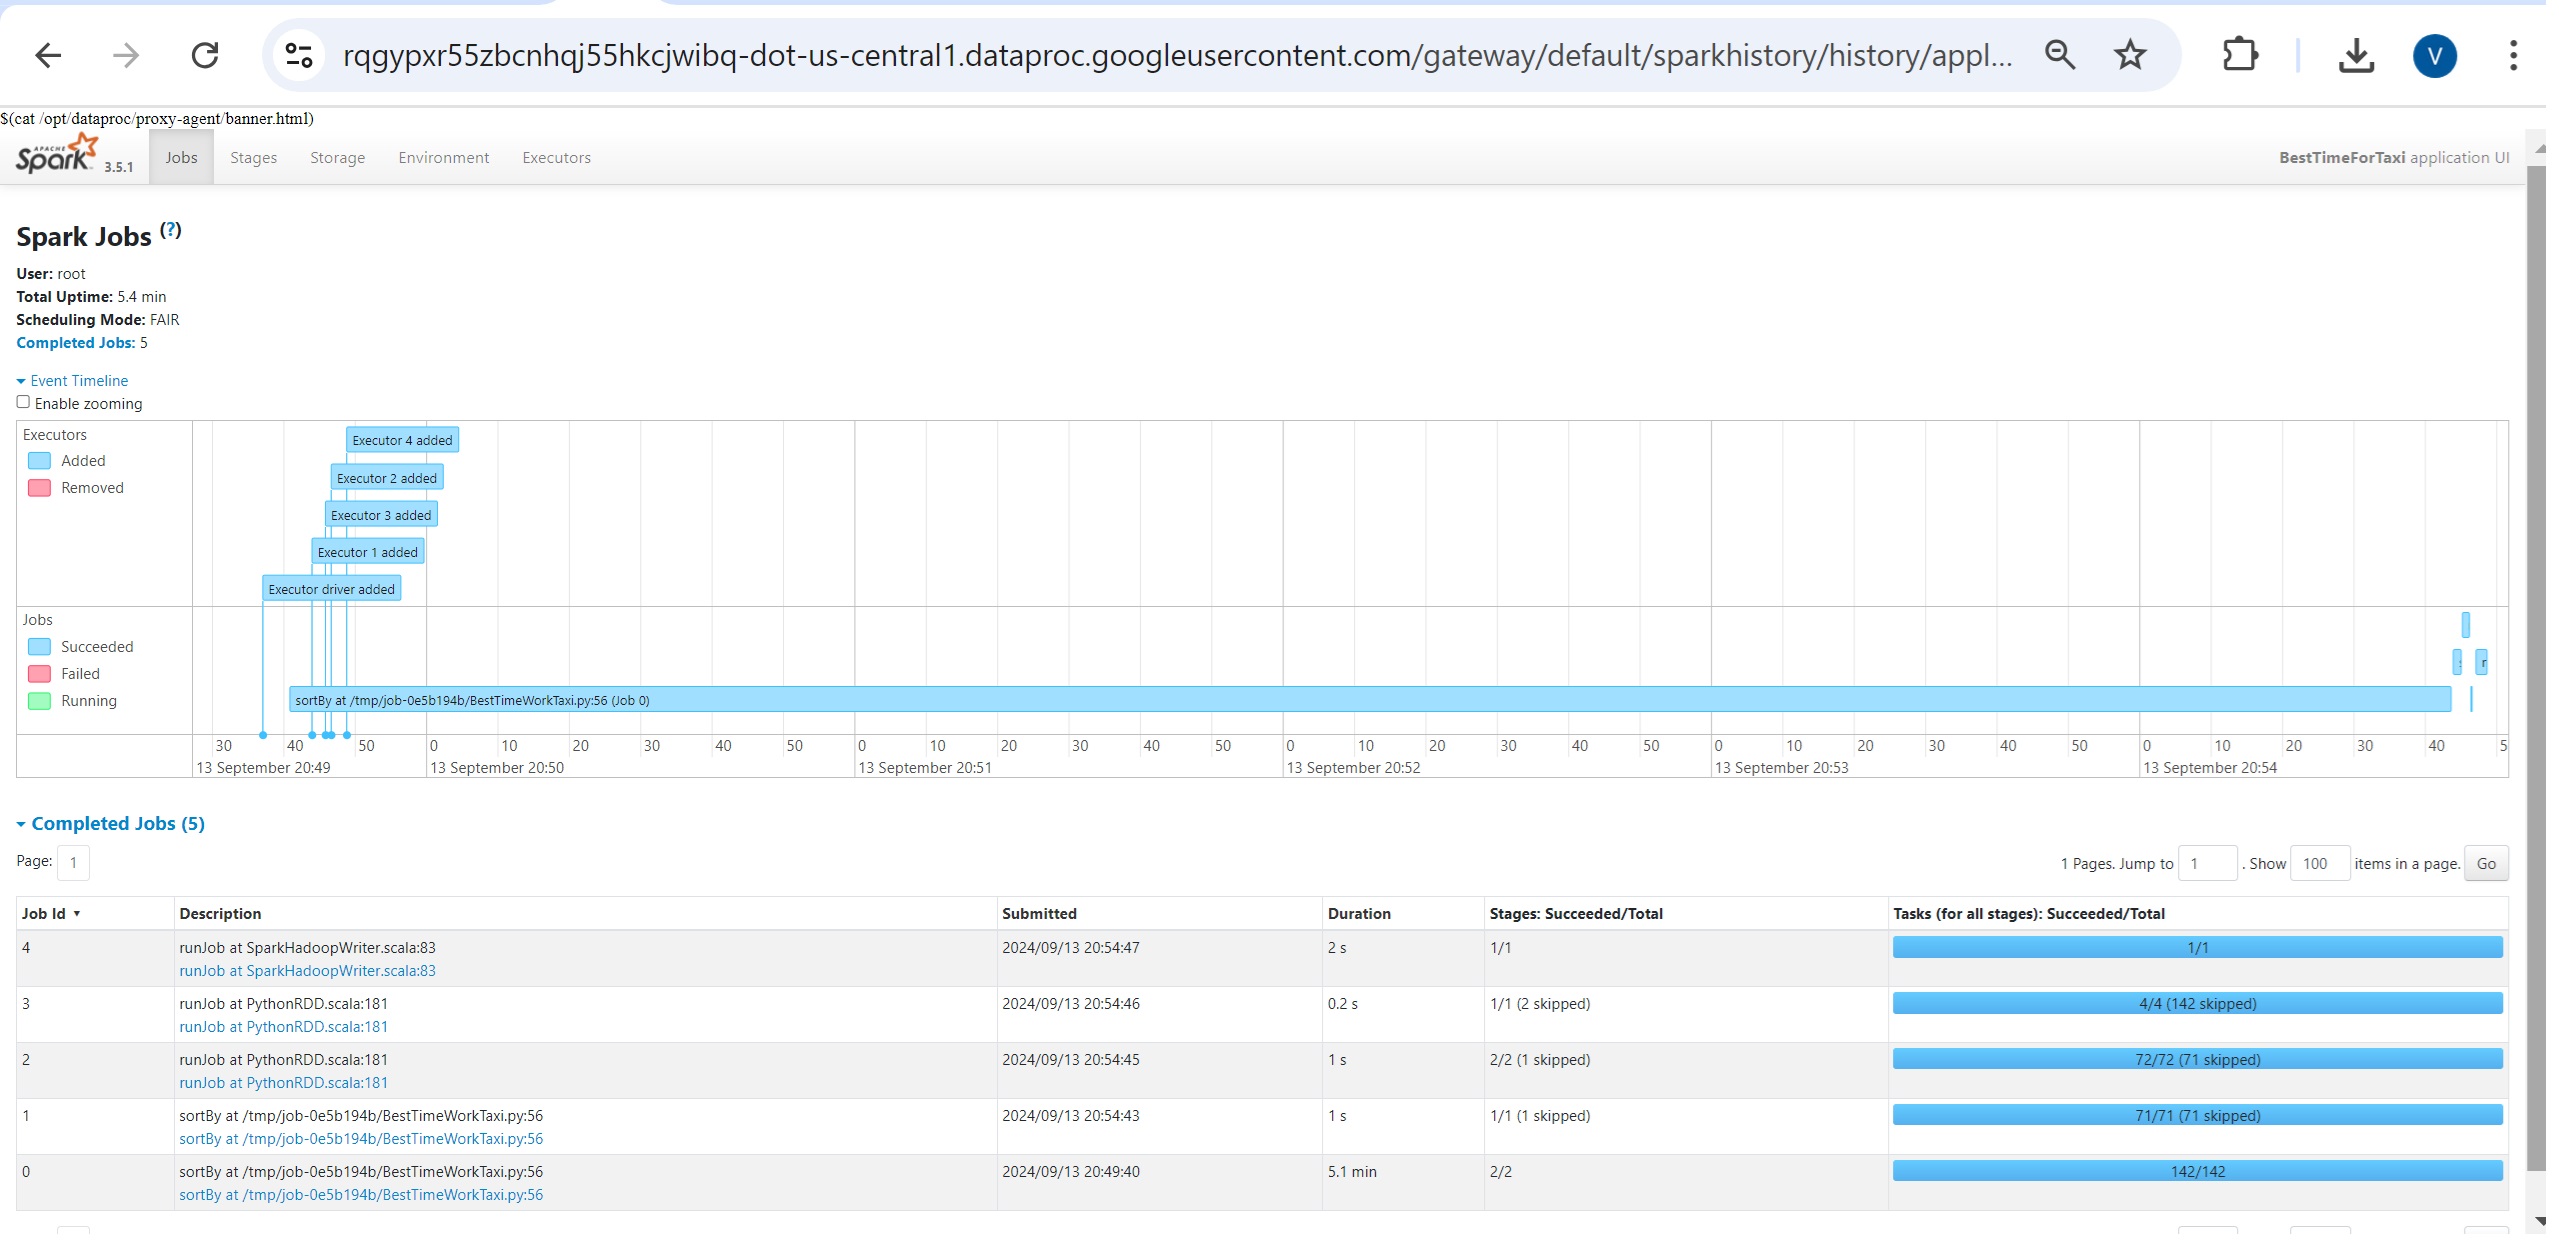 rqgypxr55zbcnhqj55hkcjwibq-dot-us-central1.dataproc.googleusercontent.com/gateway/default/sparkhistory/history/appl...
V
$(cat /opt/dataproc/proxy-agent/banner.html)
APACHE Spark 3.5.1 Jobs Stages Storage Environment Executors BestTimeForTaxi application UI
Spark Jobs (?)
User: root
Total Uptime: 5.4 min
Scheduling Mode: FAIR
Completed Jobs: 5
Event Timeline
Enable zooming
Executors
Added
Removed
Executor 4 added
Executor 2 added
Executor 3 added
Executor 1 added
Executor driver added
Jobs
Succeeded
Failed
Running
r
sortBy at /tmp/job-0e5b194b/BestTimeWorkTaxi.py:56 (Job 0)
30 40 50 0 10 20 30 40 50 0 10 20 30 40 50 0 10 20 30 40 50 0 10 20 30 40 50 0 10 20 30 40 5
13 September 20:49 13 September 20:50 13 September 20:51 13 September 20:52 13 September 20:53 13 September 20:54
Completed Jobs (5)
Page: 1 1 Pages. Jump to 1 . Show 100 items in a page. Go
Job Id Description Submitted Duration Stages: Succeeded/Total Tasks (for all stages): Succeeded/Total
4 runJob at SparkHadoopWriter.scala:83 2024/09/13 20:54:47 2 s 1/1 1/1
runJob at SparkHadoopWriter.scala:83
3 runJob at PythonRDD.scala:181 2024/09/13 20:54:46 0.2 s 1/1 (2 skipped) 4/4 (142 skipped)
runJob at PythonRDD.scala:181
2 runJob at PythonRDD.scala:181 2024/09/13 20:54:45 1 s 2/2 (1 skipped) 72/72 (71 skipped)
runJob at PythonRDD.scala:181
1 sortBy at /tmp/job-0e5b194b/BestTimeWorkTaxi.py:56 2024/09/13 20:54:43 1 s 1/1 (1 skipped) 71/71 (71 skipped)
sortBy at /tmp/job-0e5b194b/BestTimeWorkTaxi.py:56
0 sortBy at /tmp/job-0e5b194b/BestTimeWorkTaxi.py:56 2024/09/13 20:49:40 5.1 min 2/2 142/142
sortBy at /tmp/job-0e5b194b/BestTimeWorkTaxi.py:56